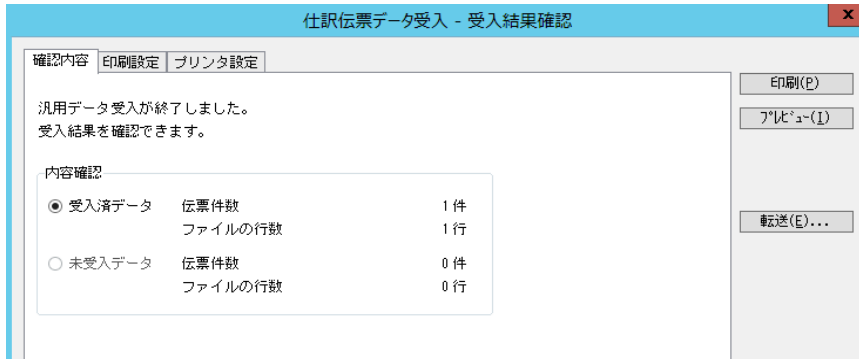 仕訳伝票データ受入 - 受入結果確認
x
確認内容 印刷設定 プリンタ設定
印刷(P)
プレビュー(I)
汎用データ受入が終了しました。
受入結果を確認できます。
内容確認
受入済データ 伝票件数 1 件
ファイルの行数 1 行
転送(E)...
未受入データ 伝票件数 0 件
ファイルの行数 0 行